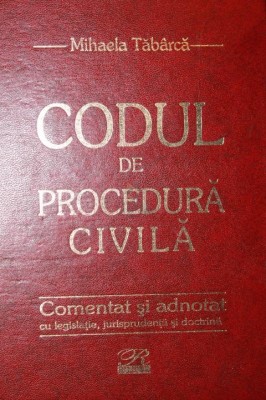 Mihaela Tăbârcă
CODUL
DE
PROCEDURĂ
CIVILĂ
Comentat și adnotat
cu legislație, jurisprudență și doctrină
R